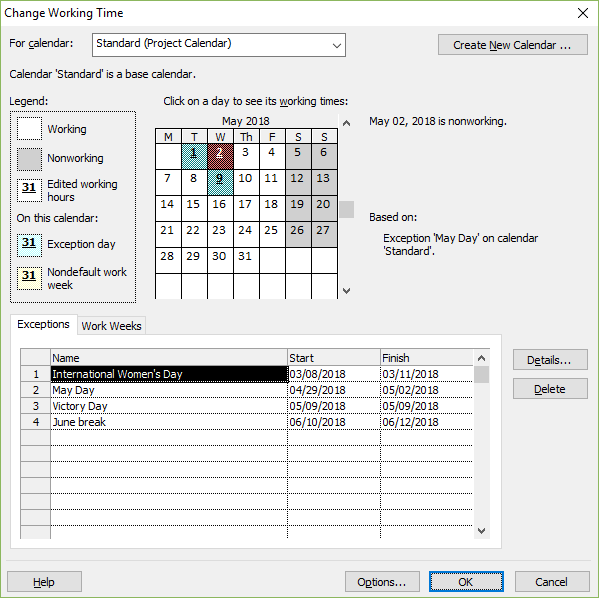 Change Working Time
For calendar: Standard (Project Calendar) Create New Calendar ...
Calendar 'Standard' is a base calendar.
Legend: Click on a day to see its working times:
Working
Nonworking
31 Edited working
hours
On this calendar:
31 Exception day
31 Nondefault work
week
May 2018
M T W Th F S S
1 2 3 4 5 6
7 8 9 10 11 12 13
14 15 16 17 18 19 20
21 22 23 24 25 26 27
28 29 30 31
May 02, 2018 is nonworking.
Based on:
Exception 'May Day' on calendar
'Standard'.
Exceptions Work Weeks
Name Start Finish
1 International Women's Day 03/08/2018 03/11/2018
2 May Day 04/29/2018 05/02/2018
3 Victory Day 05/09/2018 05/09/2018
4 June break 06/10/2018 06/12/2018
Details...
Delete
Help Options... OK Cancel